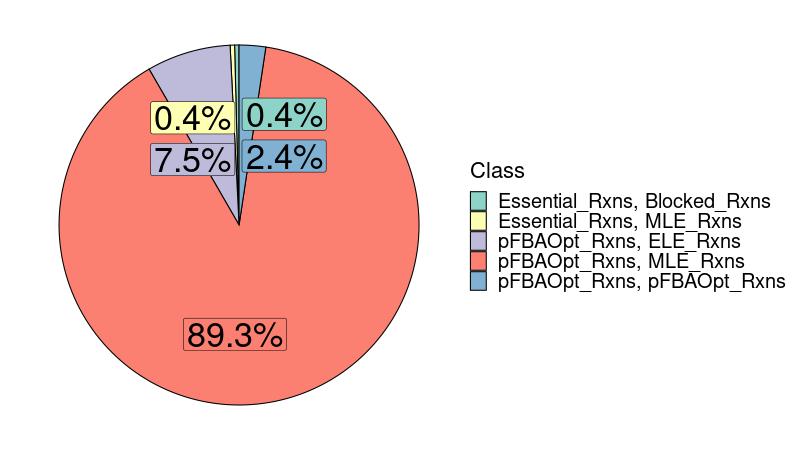 0.4%
0.4%
7.5%
2.4%
89.3%
Class
Essential_Rxns, Blocked_Rxns
Essential_Rxns, MLE_Rxns
pFBAOpt_Rxns, ELE_Rxns
pFBAOpt_Rxns, MLE_Rxns
pFBAOpt_Rxns, pFBAOpt_Rxns